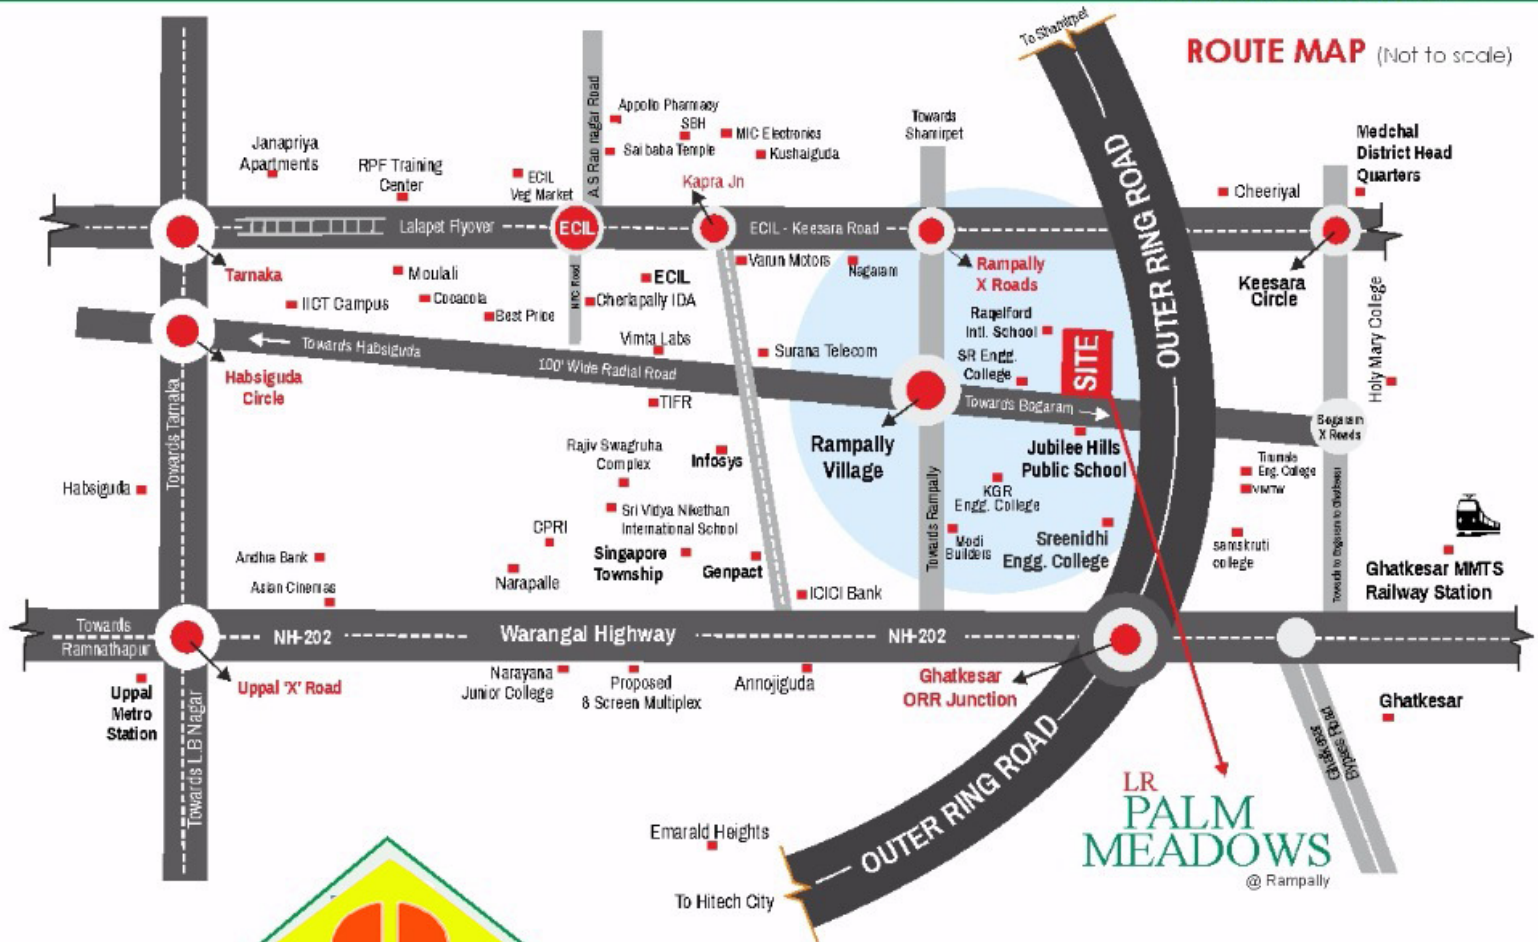 To Shamirpet
ROUTE MAP (Not to scale)
A.S Rao nagar Road
Appollo Pharmacy
SBH
MIC Electronics
Sai baba Temple
Kushaiguda
Kapra Jn
Towards
Shamirpet
OUTER RING ROAD
Medchal
District Head
Quarters
Cheeriyal
Janapriya
Apartments
RPF Training
Center
ECIL
Veg Market
Lalapet Flyover
ECIL
ECIL - Keesara Road
Tarnaka
Moulali
IICT Campus
Cocacola
Best Price
NFC Road
ECIL
Cherlapally IDA
Varun Motors
Nagaram
Rampally
X Roads
Keesara
Circle
Holy Mary College
Intl. School
SR Engg.
College
SITE
OUTER RING ROAD
Towards Habsiguda
100' Wide Radial Road
Vimta Labs
Surana Telecom
TIFR
Habsiguda
Circle
Towards Tarnaka
Towards Bogaram
Bogaram
X Roads
Rampally
Village
Jubilee Hills
Public School
Rajiv Swagruha
Complex
Infosys
Habsiguda
Sri Vidya Nikethan
International School
CPRI
Singapore
Township
Genpact
Narapalle
Andhra Bank
Asian Cinemas
ICICI Bank
Towards Rampally
KGR
Engg. College
Modi
Builders
Sreenidhi
Engg. College
Tirumala
Eng. College
samskruti
college
Ghatkesar MMTS
Railway Station
Towards
Ramnathapur
NH-202
Warangal Highway
NH-202
Uppal 'X' Road
Uppal
Metro
Station
Towards L.B Nagar
Narayana
Junior College
Proposed
8 Screen Multiplex
Annojiguda
Ghatkesar
ORR Junction
Ghatkesar
Ghatkesar
Bypass Road
OUTER RING ROAD
LR
PALM
MEADOWS
@ Rampally
Emarald Heights
To Hitech City